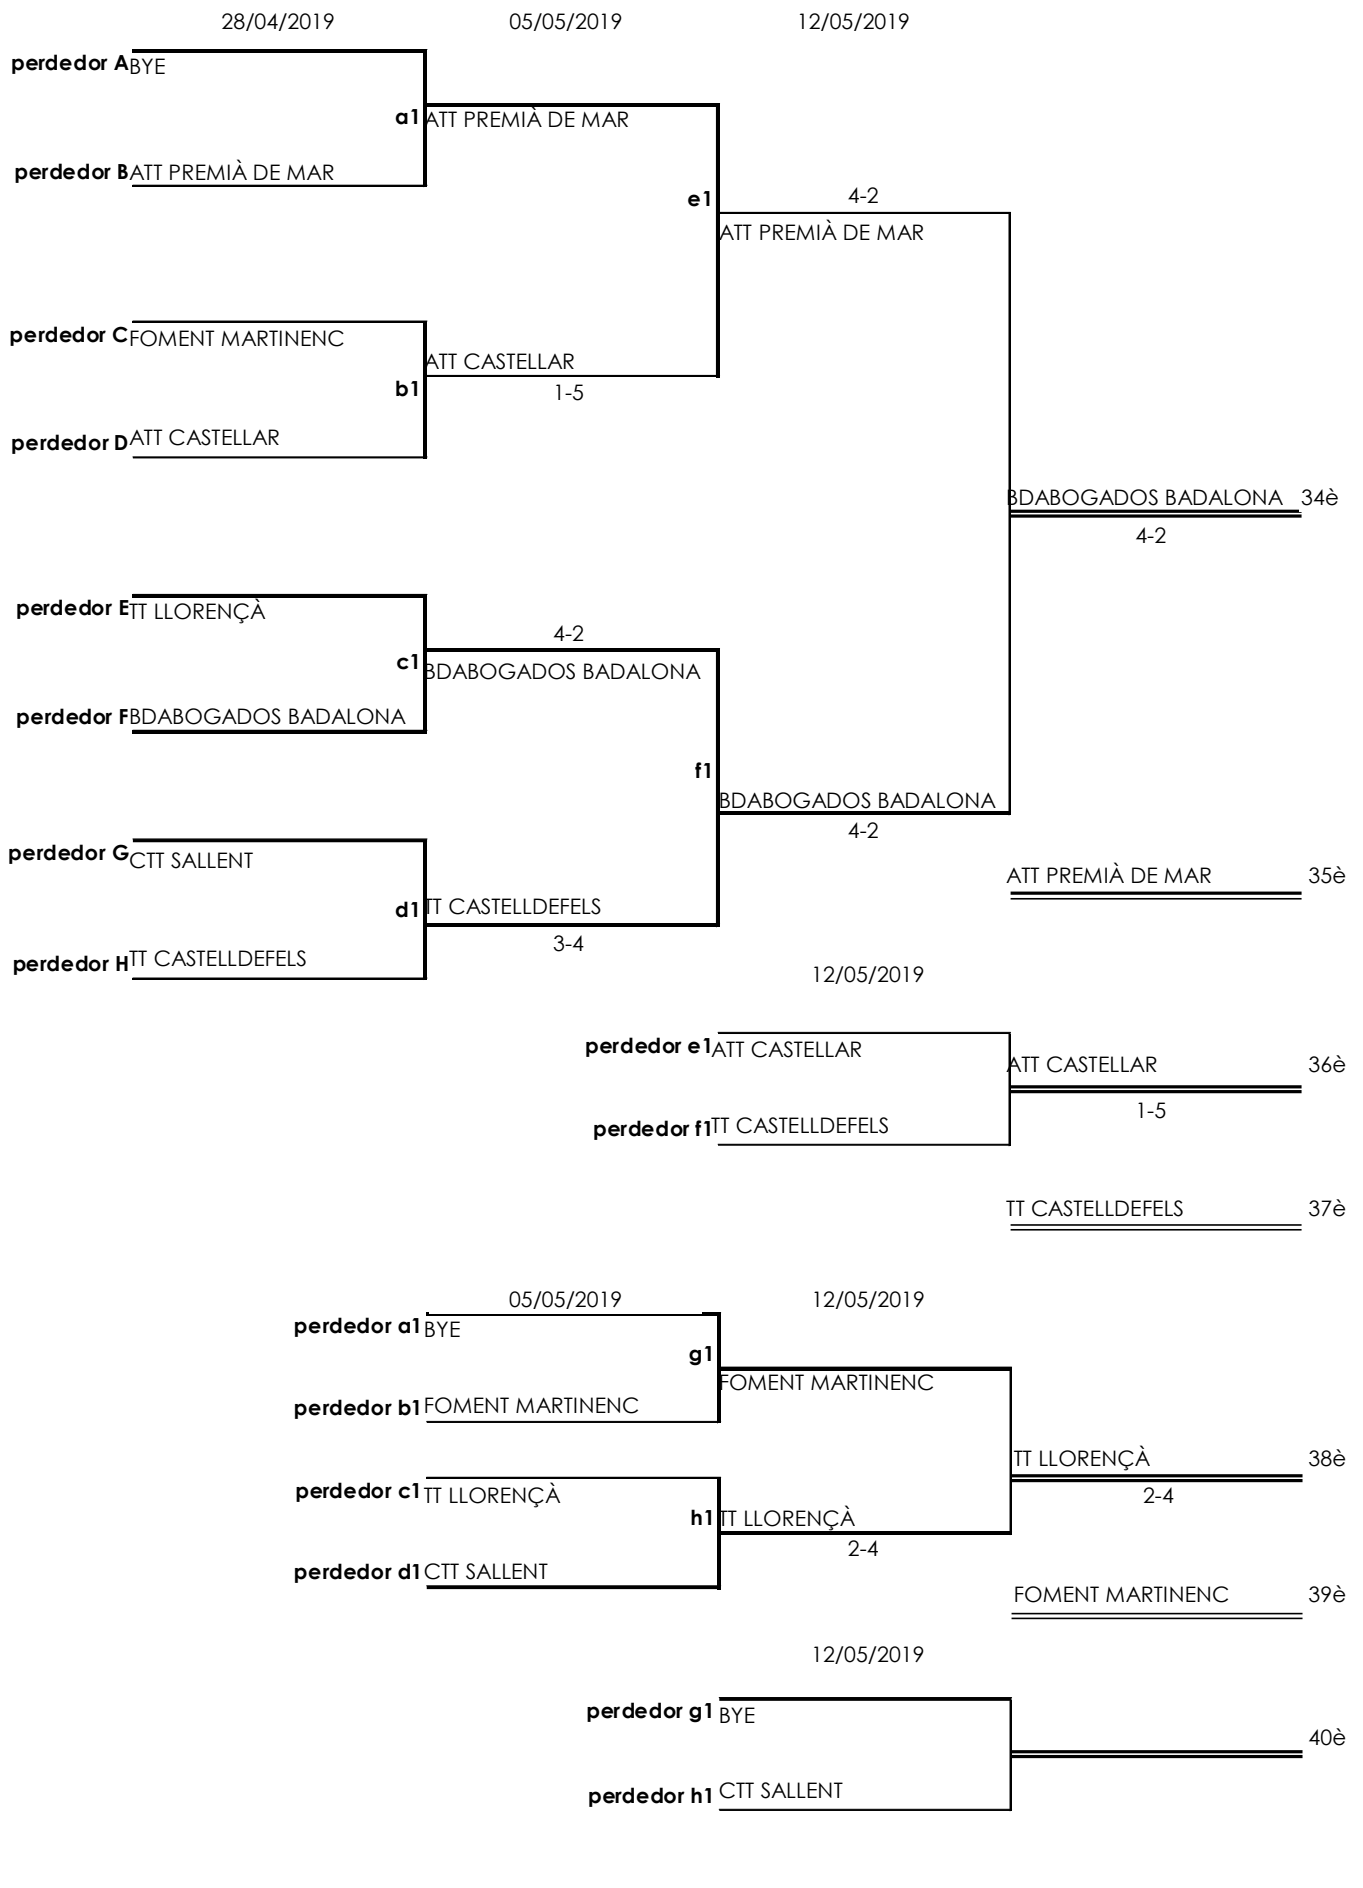 28/04/2019 05/05/2019 12/05/2019
perdedor A BYE
a1 ATT PREMIÀ DE MAR
perdedor B ATT PREMIÀ DE MAR
4-2
e1
ATT PREMIÀ DE MAR
perdedor C FOMENT MARTINENC
ATT CASTELLAR
b1 1-5
perdedor D ATT CASTELLAR
BDABOGADOS BADALONA 34è
4-2
perdedor E TT LLORENÇÀ
4-2
c1 BDABOGADOS BADALONA
perdedor F BDABOGADOS BADALONA
f1
BDABOGADOS BADALONA
4-2
perdedor G CTT SALLENT
ATT PREMIÀ DE MAR 35è
d1 TT CASTELLDEFELS
3-4
perdedor H TT CASTELLDEFELS
12/05/2019
perdedor e1 ATT CASTELLAR
ATT CASTELLAR 36è
1-5
perdedor f1 TT CASTELLDEFELS
TT CASTELLDEFELS 37è
05/05/2019 12/05/2019
perdedor a1 BYE
g1
FOMENT MARTINENC
perdedor b1 FOMENT MARTINENC
TT LLORENÇÀ 38è
perdedor c1 TT LLORENÇÀ
2-4
h1 TT LLORENÇÀ
2-4
perdedor d1 CTT SALLENT
FOMENT MARTINENC 39è
12/05/2019
perdedor g1 BYE
40è
perdedor h1 CTT SALLENT